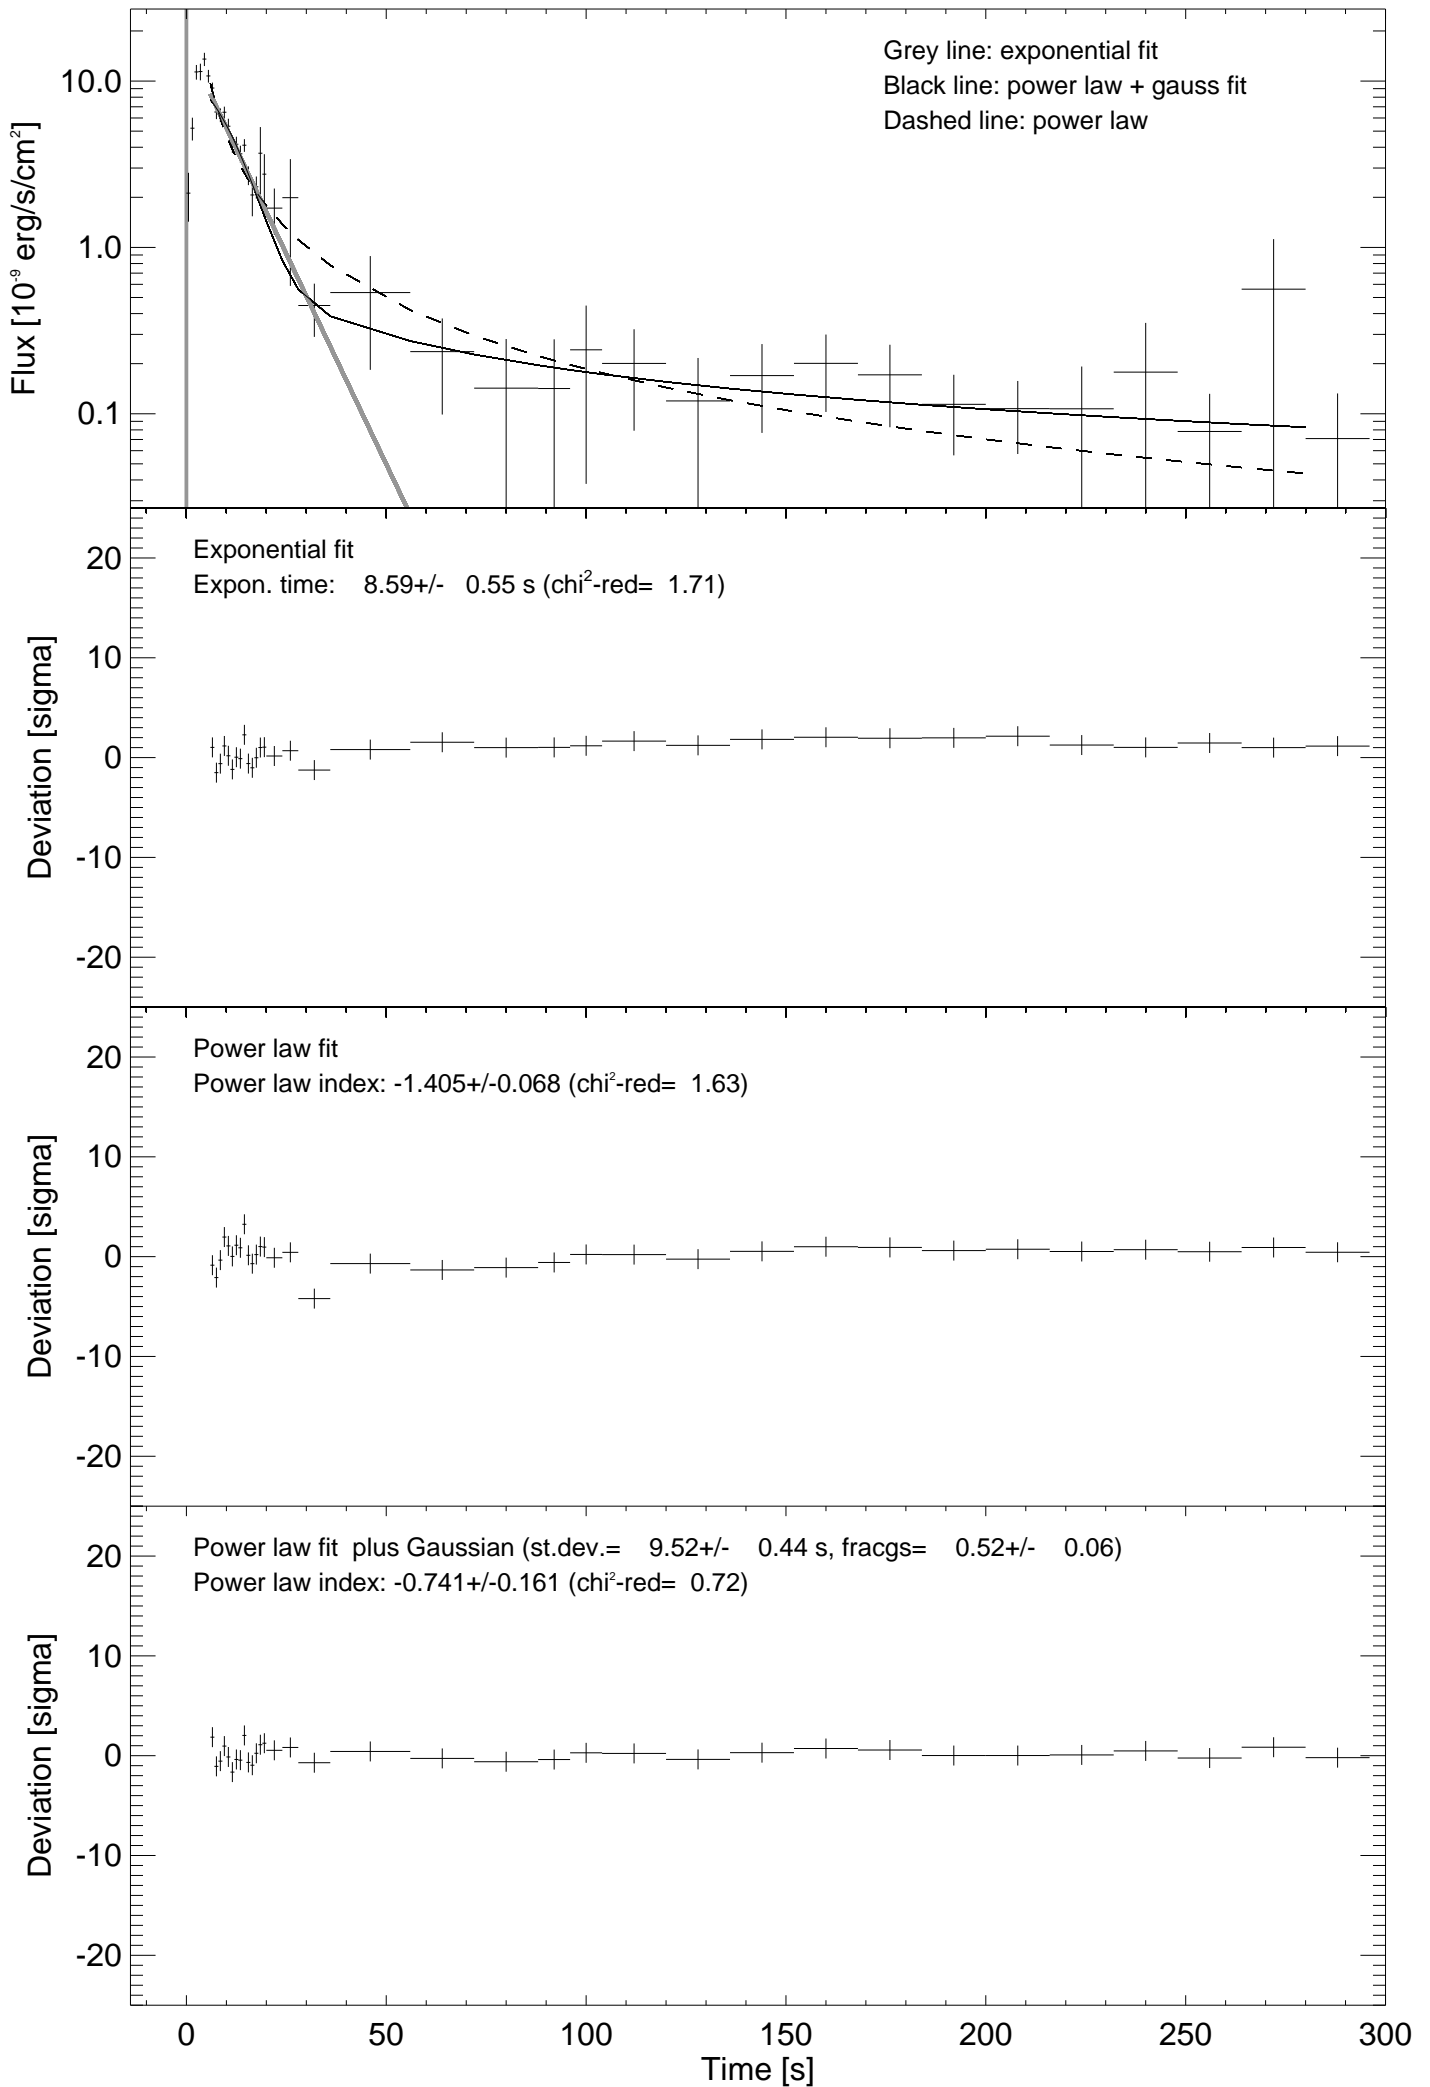 Grey line: exponential fit
Black line: power law + gauss fit
Dashed line: power law
10.0
1.0
0.1
Flux [10⁻⁹ erg/s/cm²]
Exponential fit
Expon. time: 8.59+/- 0.55 s (chi²-red= 1.71)
20
10
0
-10
-20
Deviation [sigma]
Power law fit
Power law index: -1.405+/-0.068 (chi²-red= 1.63)
20
10
0
-10
-20
Deviation [sigma]
Power law fit plus Gaussian (st.dev.= 9.52+/- 0.44 s, fracgs= 0.52+/- 0.06)
Power law index: -0.741+/-0.161 (chi²-red= 0.72)
20
10
0
-10
-20
Deviation [sigma]
0 50 100 150 200 250 300
Time [s]